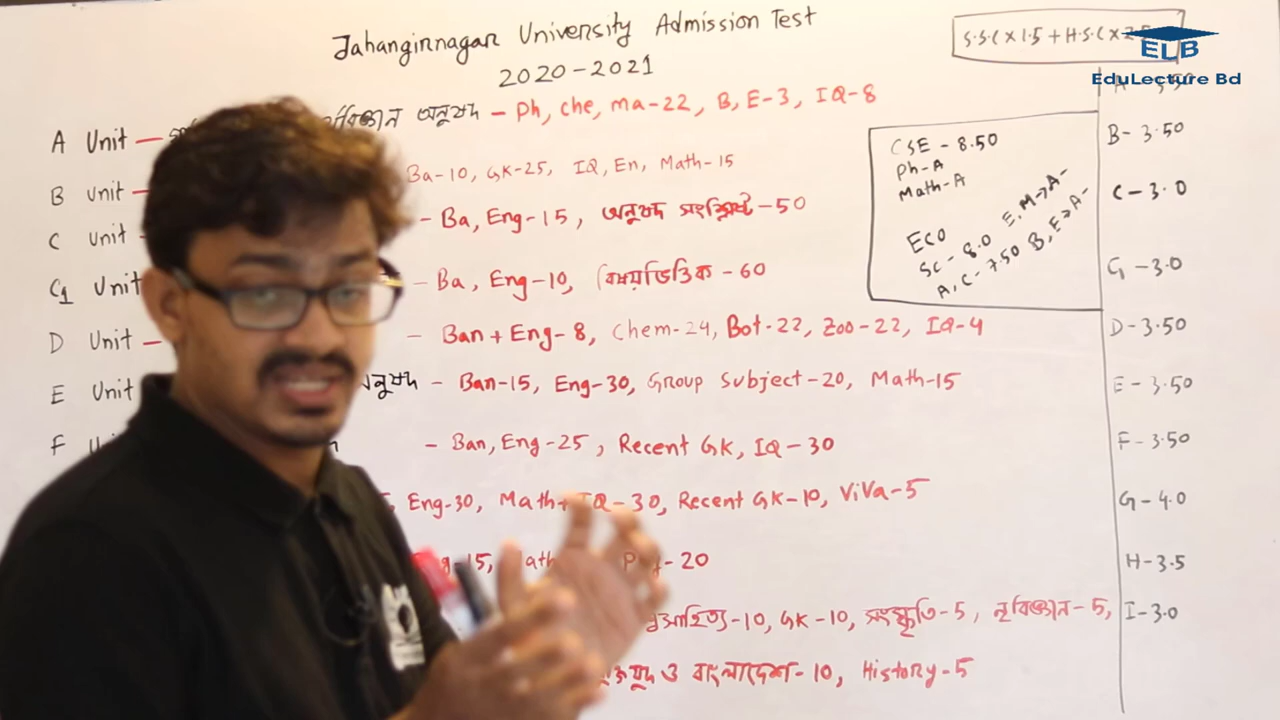 Jahangirnagar University Admission Test
2020-2021
S.S.C x 1.5 + H.S.C x
ELB
EduLecture Bd
A Unit — অনুষদ - Ph, Che, Ma-22, B, E-3, IQ-8
B Unit — Ba-10, GK-25, IQ, En, Math-15
C Unit - Ba, Eng-15, অনুষদ সংশ্লিষ্ট-50
C1 Unit - Ba, Eng-10, বিষয়ভিত্তিক-60
D Unit — - Ban + Eng-8, Chem-24, Bot-22, Zoo-22, IQ-4
E Unit অনুষদ - Ban-15, Eng-30, Group Subject-20, Math-15
F - Ban, Eng-25, Recent GK, IQ-30
Eng-30, Math+IQ-30, Recent GK-10, ViVa-5
15, - 20
-10, GK-10, সংস্কৃতি-5, নৃবিজ্ঞান-5,
ও বাংলাদেশ-10, History-5
CSE - 8.50
Ph-A
Math-A
Eco
Sc - 8.0 E, M→A-
A, C - 7.50 B, E→A-
B- 3.50
C-3.0
C1-3.0
D-3.50
E-3.50
F-3.50
G-4.0
H-3.5
I-3.0